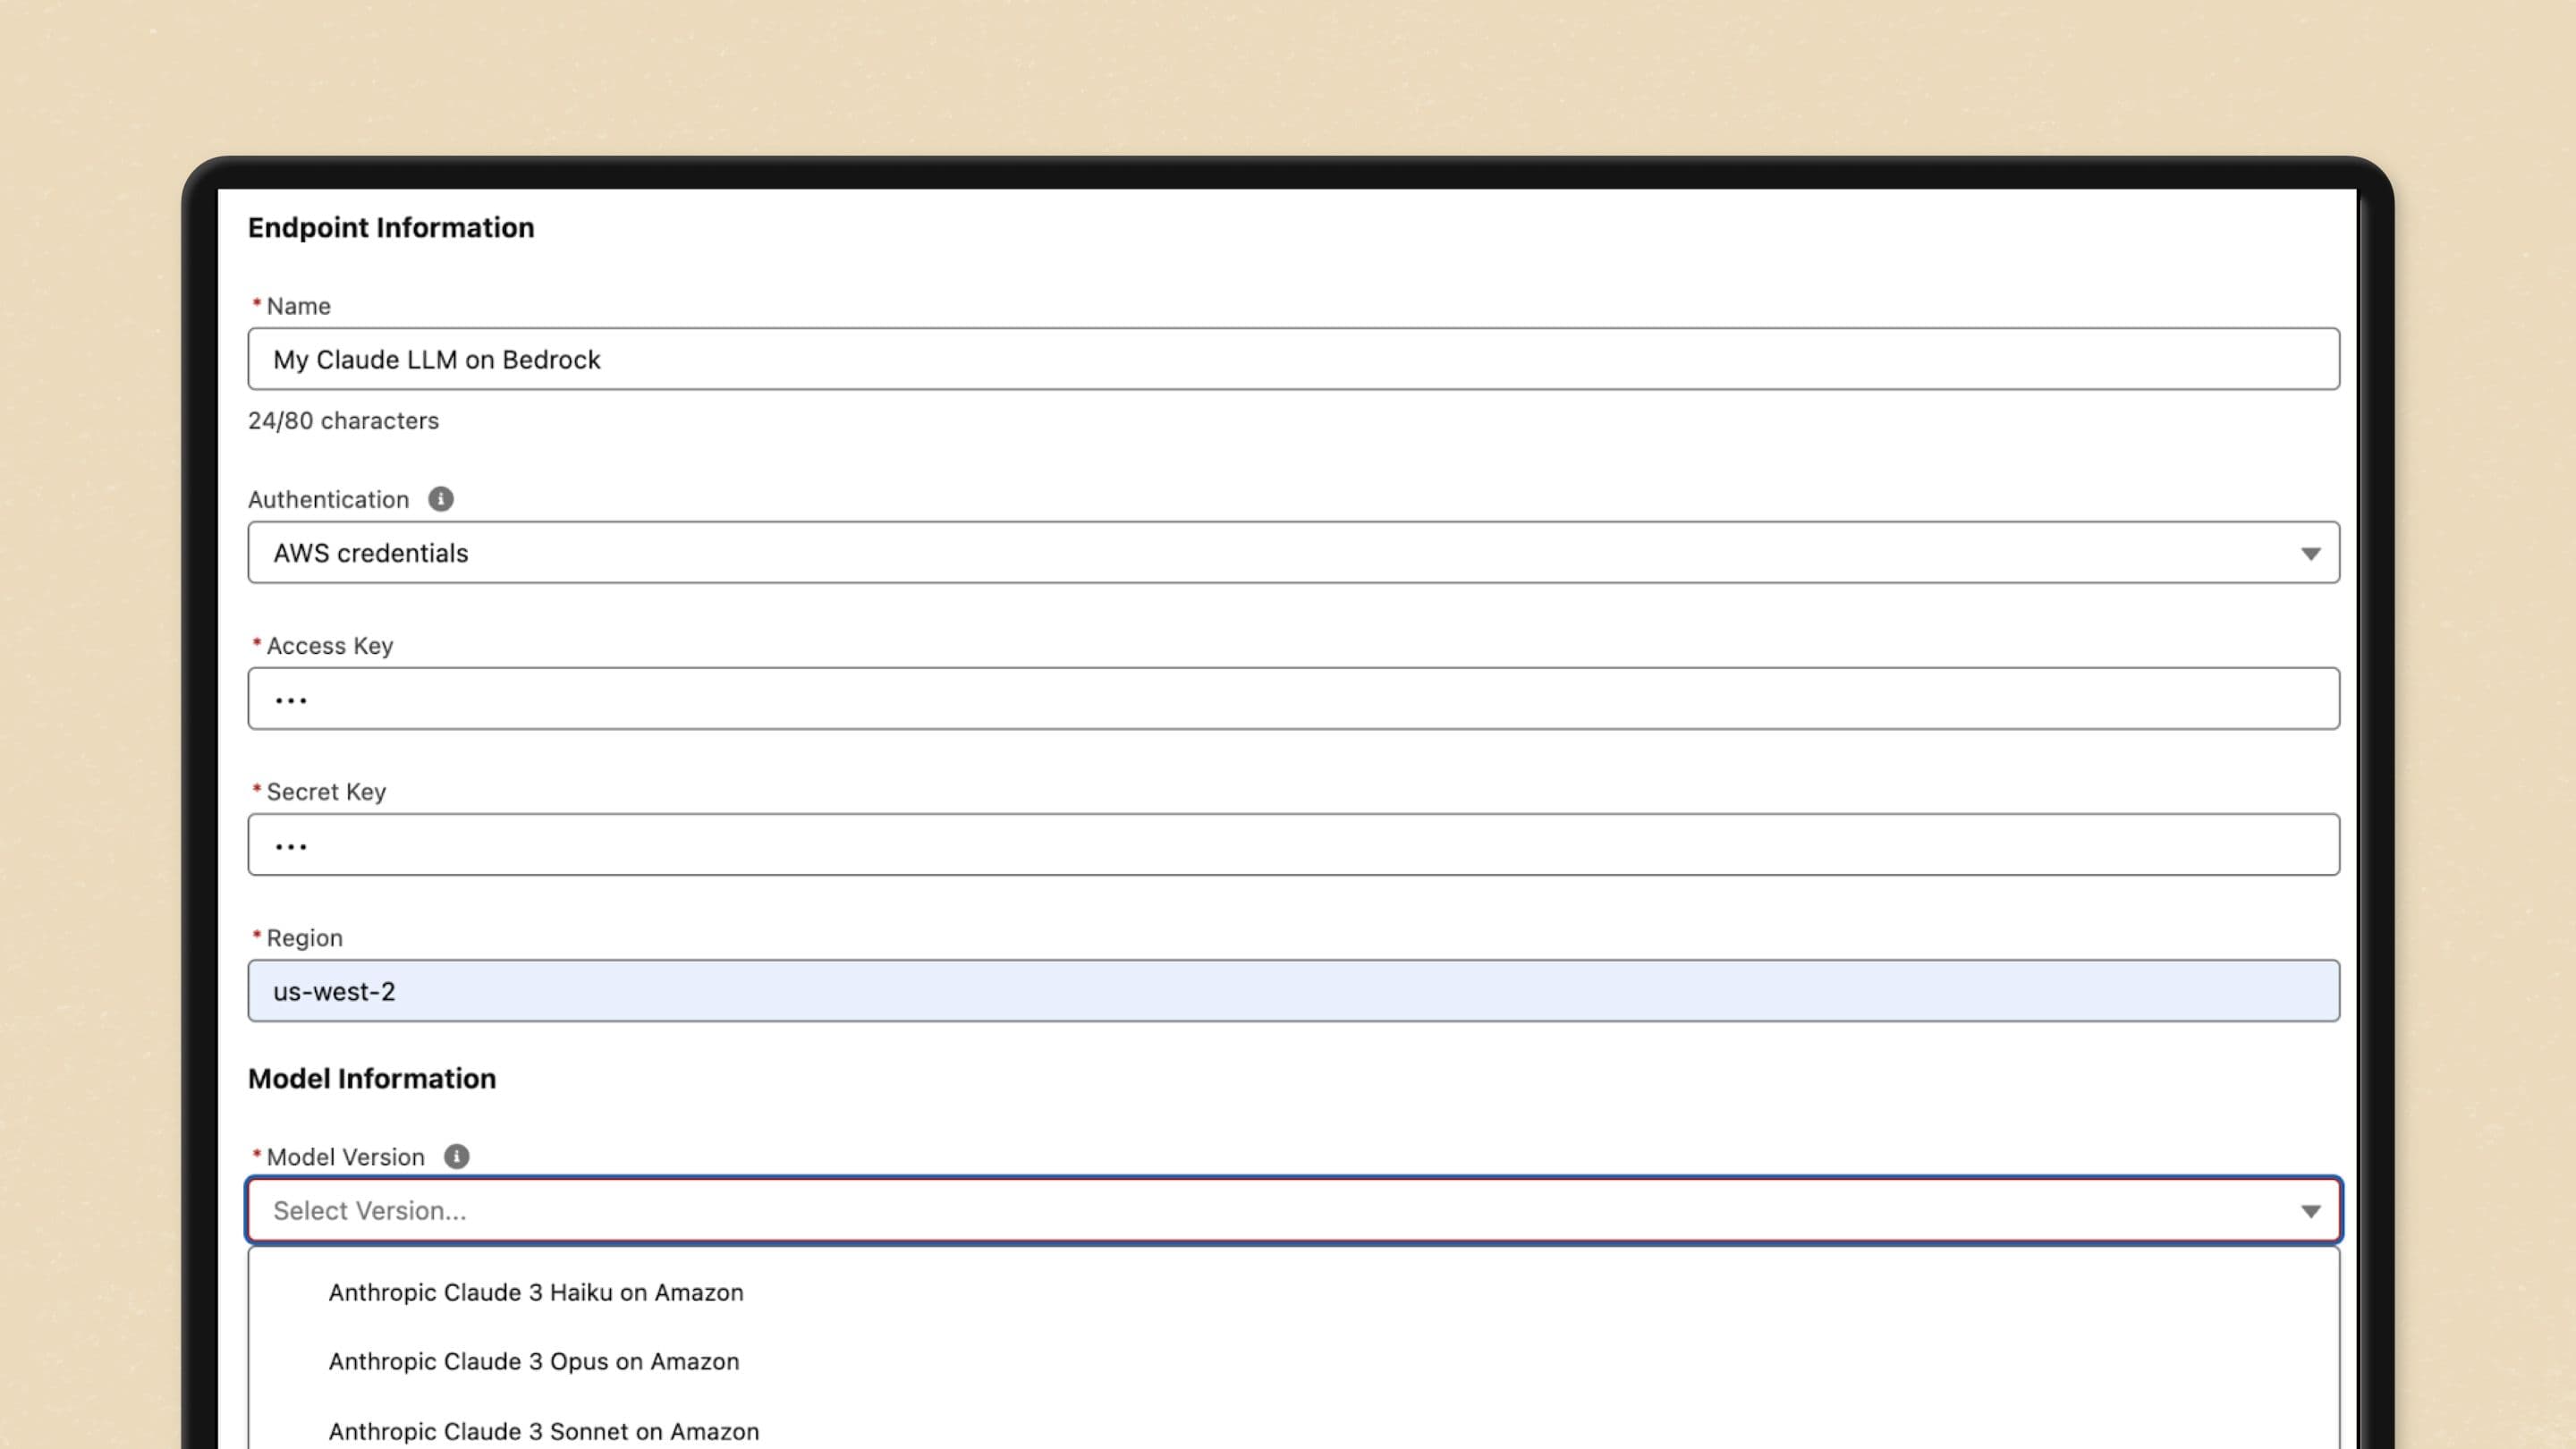 Endpoint Information
* Name
My Claude LLM on Bedrock
24/80 characters
Authentication
AWS credentials
* Access Key
•••
* Secret Key
•••
* Region
us-west-2
Model Information
* Model Version
Select Version...
Anthropic Claude 3 Haiku on Amazon
Anthropic Claude 3 Opus on Amazon
Anthropic Claude 3 Sonnet on Amazon